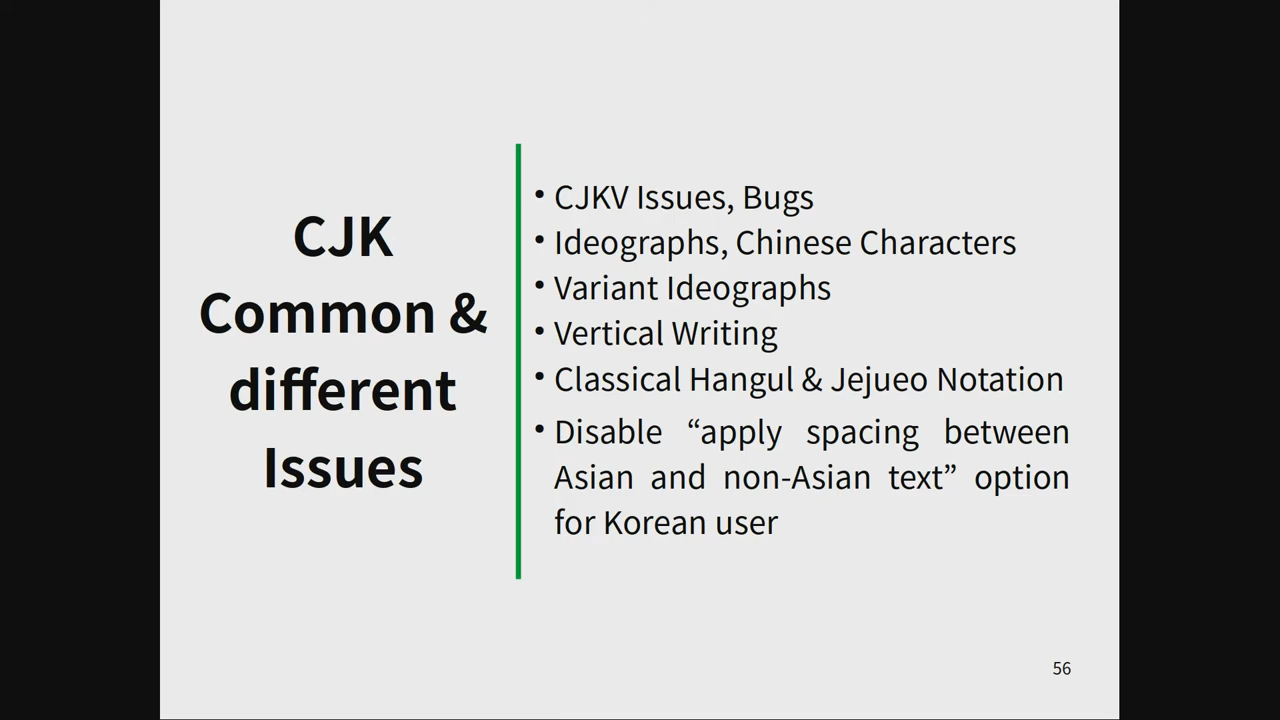 CJK
Common &
different
Issues
• CJKV Issues, Bugs
• Ideographs, Chinese Characters
• Variant Ideographs
• Vertical Writing
• Classical Hangul & Jejueo Notation
• Disable “apply spacing between
Asian and non-Asian text” option
for Korean user
56